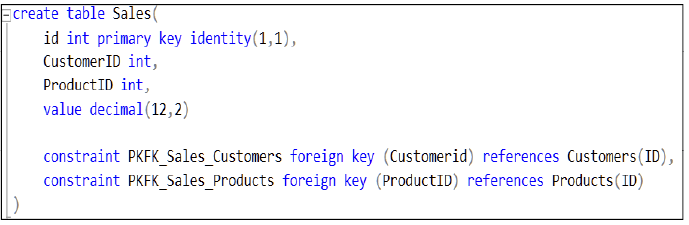 create table Sales(
id int primary key identity(1,1),
CustomerID int,
ProductID int,
value decimal(12,2)
constraint PKFK_Sales_Customers foreign key (Customerid) references Customers(ID),
constraint PKFK_Sales_Products foreign key (ProductID) references Products(ID)
)